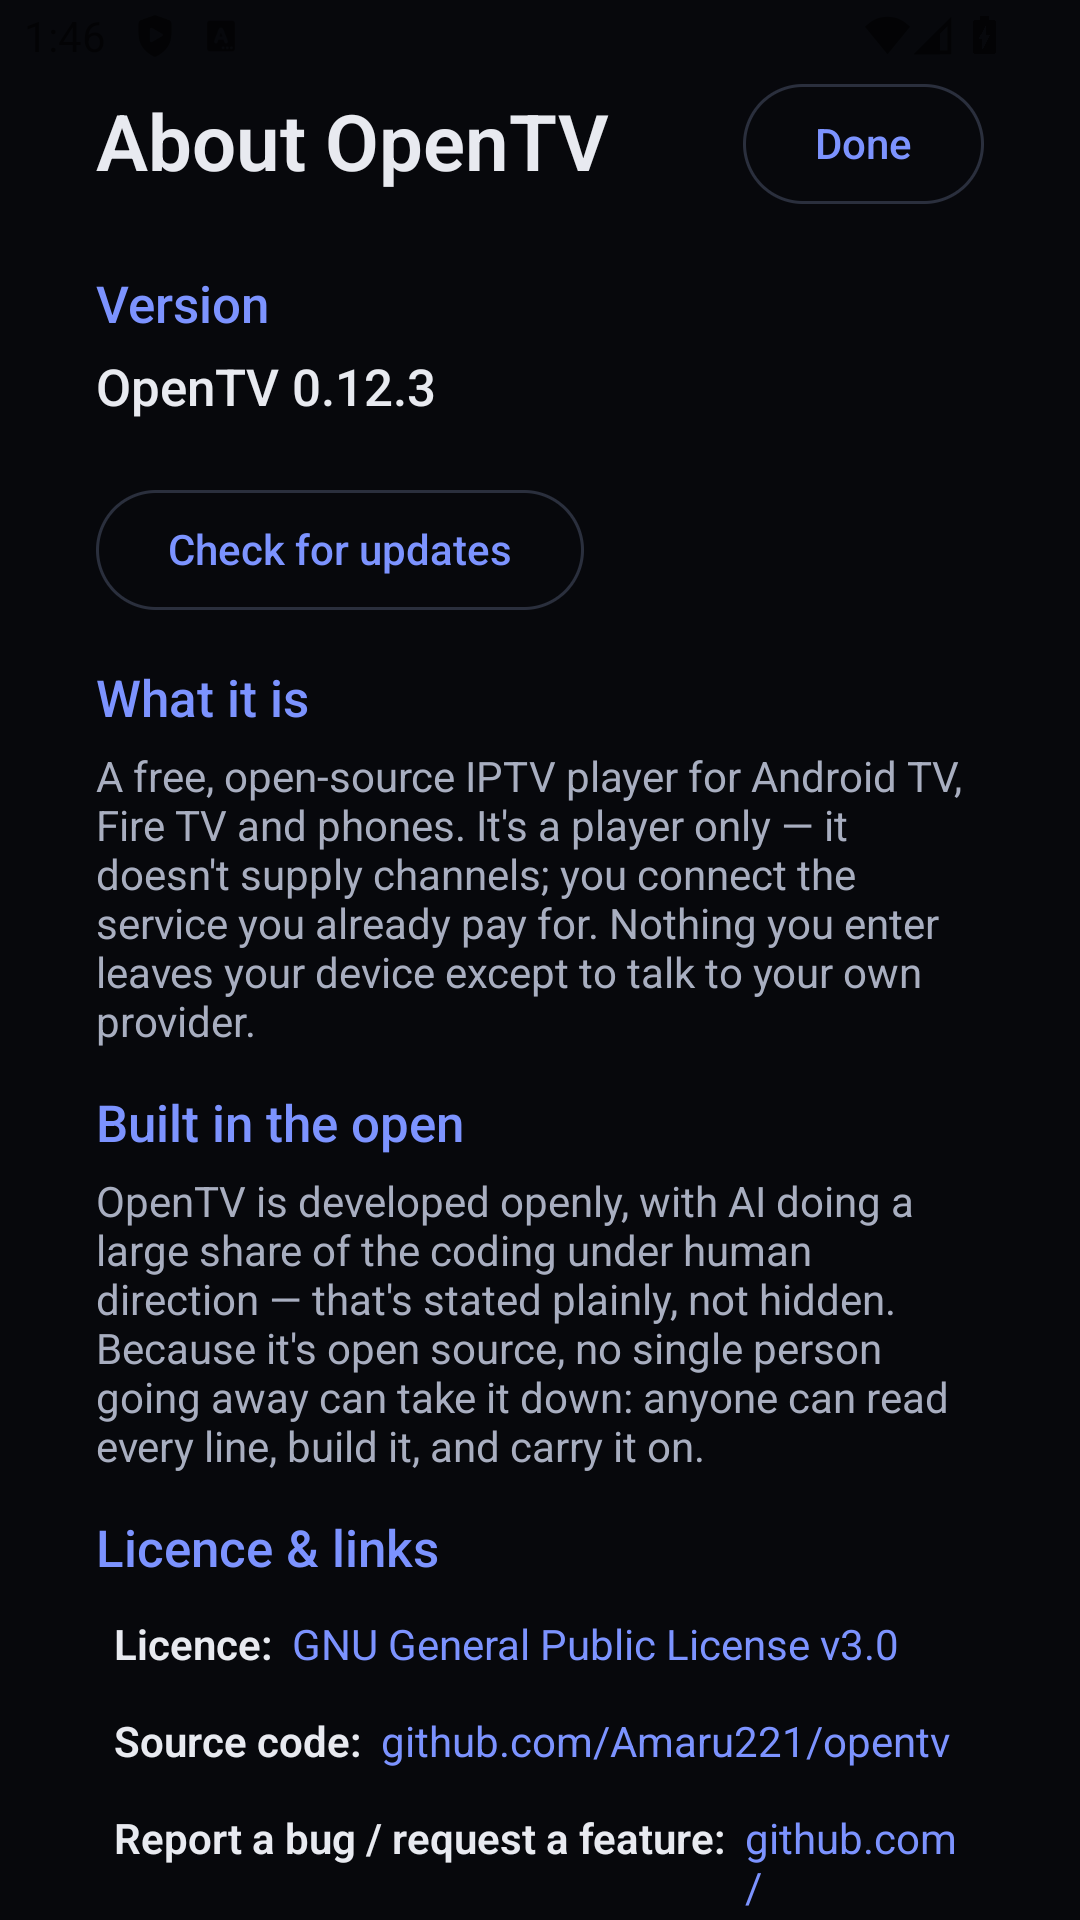 1:46
About OpenTV
Done
Version
OpenTV 0.12.3
Check for updates
What it is
A free, open-source IPTV player for Android TV,
Fire TV and phones. It's a player only — it
doesn't supply channels; you connect the
service you already pay for. Nothing you enter
leaves your device except to talk to your own
provider.
Built in the open
OpenTV is developed openly, with AI doing a
large share of the coding under human
direction — that's stated plainly, not hidden.
Because it's open source, no single person
going away can take it down: anyone can read
every line, build it, and carry it on.
Licence & links
Licence: GNU General Public License v3.0
Source code: github.com/Amaru221/opentv
Report a bug / request a feature: github.com
/